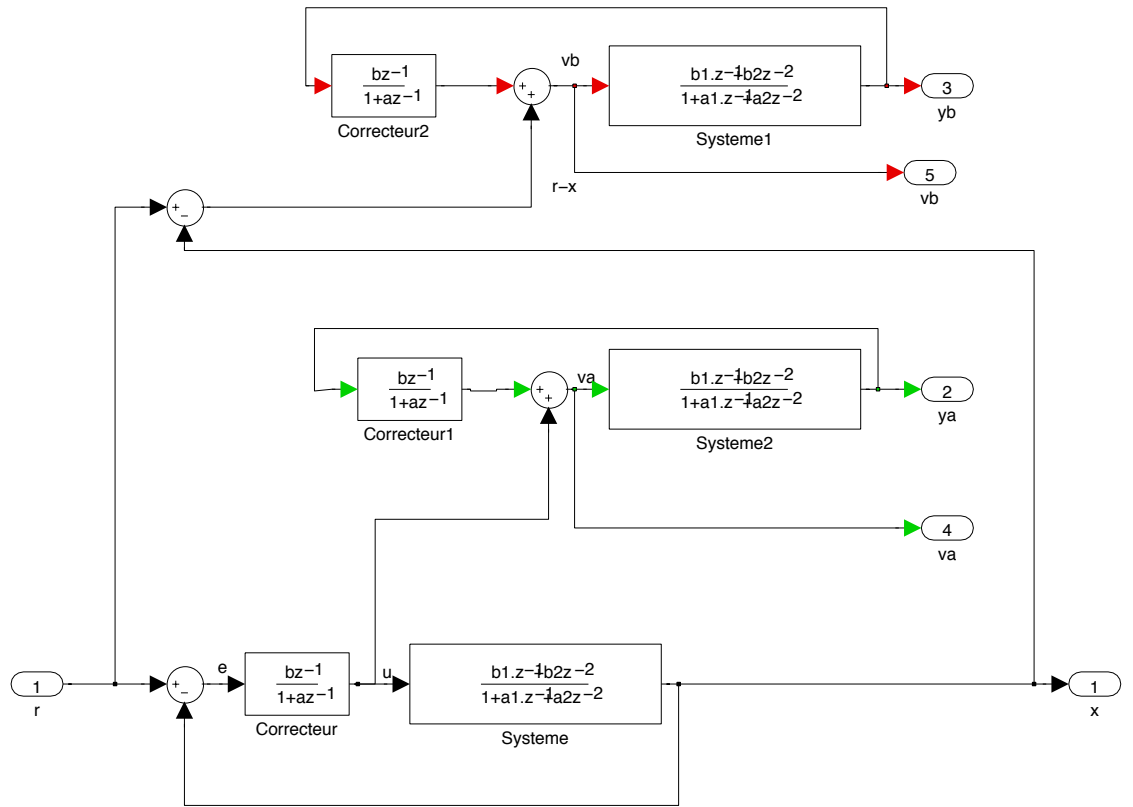 vb
bz-1
1+az-1
Correcteur2
+
+
b1.z-1+b2z-2
1+a1.z-1+a2z-2
Systeme1
3
yb
5
vb
r-x
+
-
va
bz-1
1+az-1
Correcteur1
+
+
b1.z-1+b2z-2
1+a1.z-1+a2z-2
Systeme2
2
ya
4
va
1
r
+
-
e
bz-1
1+az-1
Correcteur
u
b1.z-1+b2z-2
1+a1.z-1+a2z-2
Systeme
1
x